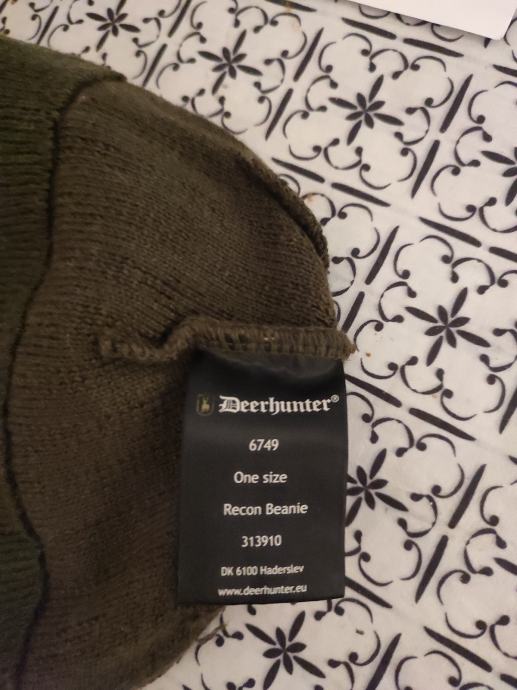 Deerhunter®
6749
One size
Recon Beanie
313910
DK 6100 Haderslev
www.deerhunter.eu